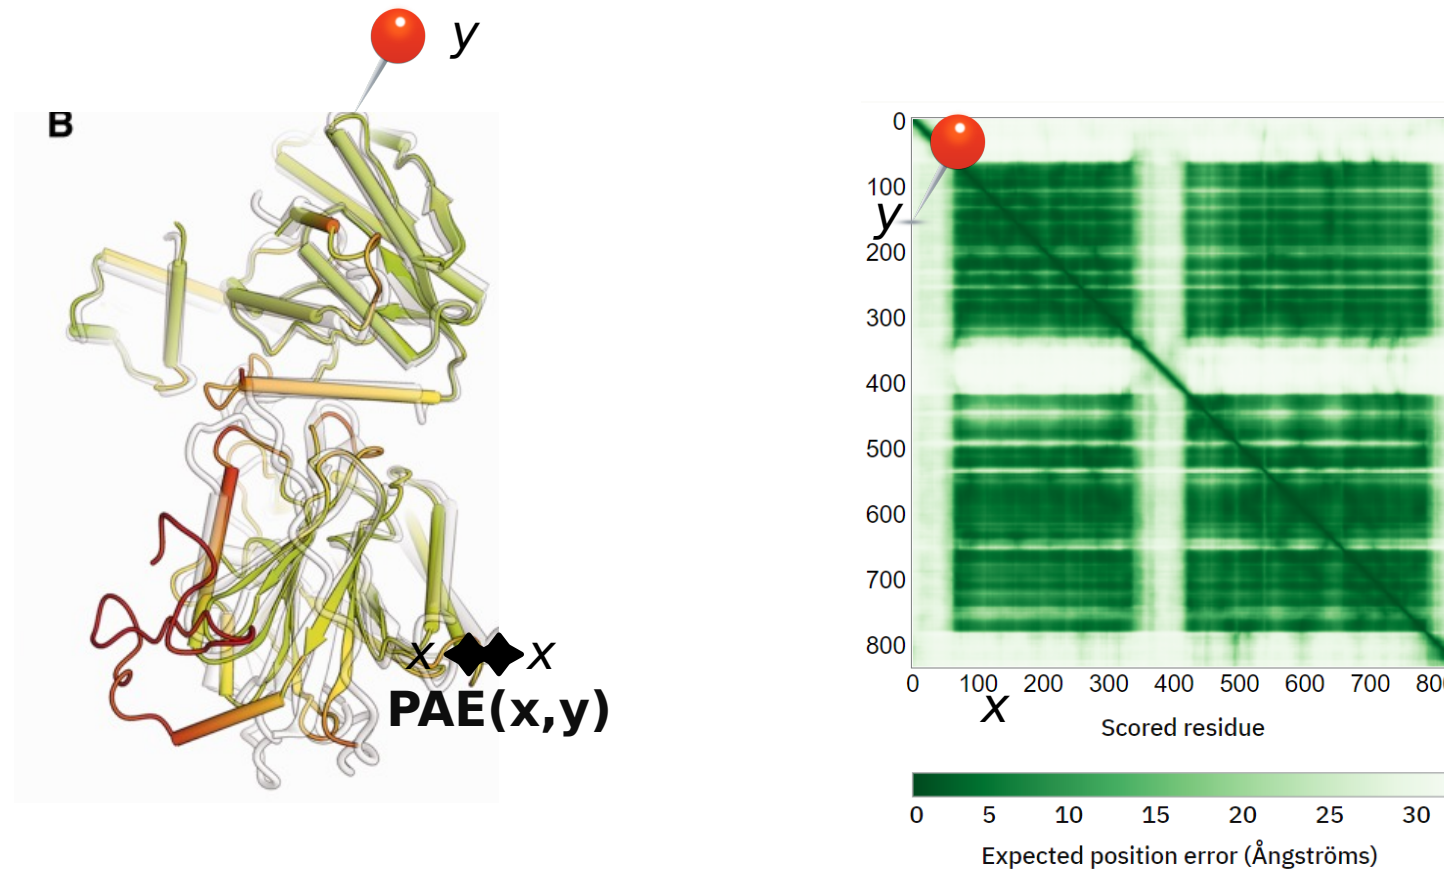 y
B
x x
PAE(x,y)
0
100
y
200
300
400
500
600
700
800
0 100 200 300 400 500 600 700
x
Scored residue
0 5 10 15 20 25 30
Expected position error (Ångströms)